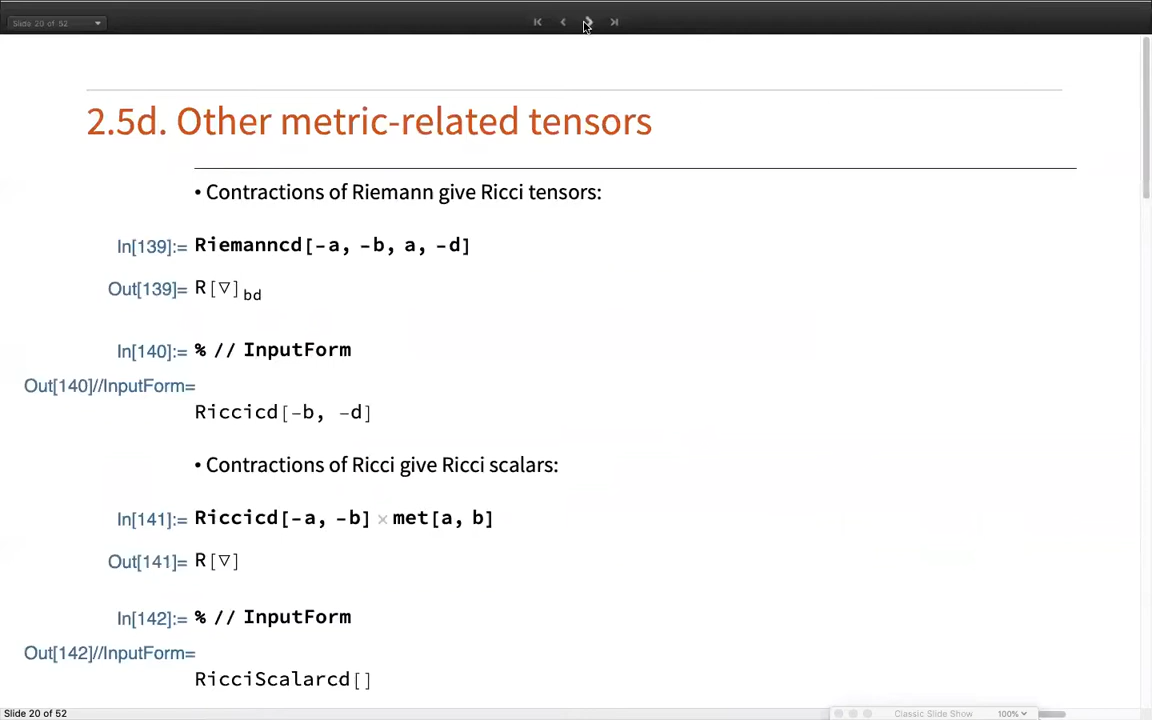 Slide 20 of 52
2.5d. Other metric-related tensors
• Contractions of Riemann give Ricci tensors:
In[139]:= Riemanncd[-a, -b, a, -d]
Out[139]= R[∇]bd
In[140]:= % // InputForm
Out[140]//InputForm=
Riccicd[-b, -d]
• Contractions of Ricci give Ricci scalars:
In[141]:= Riccicd[-a, -b] × met[a, b]
Out[141]= R[∇]
In[142]:= % // InputForm
Out[142]//InputForm=
RicciScalarcd[]
Slide 20 of 52
Classic Slide Show 100%